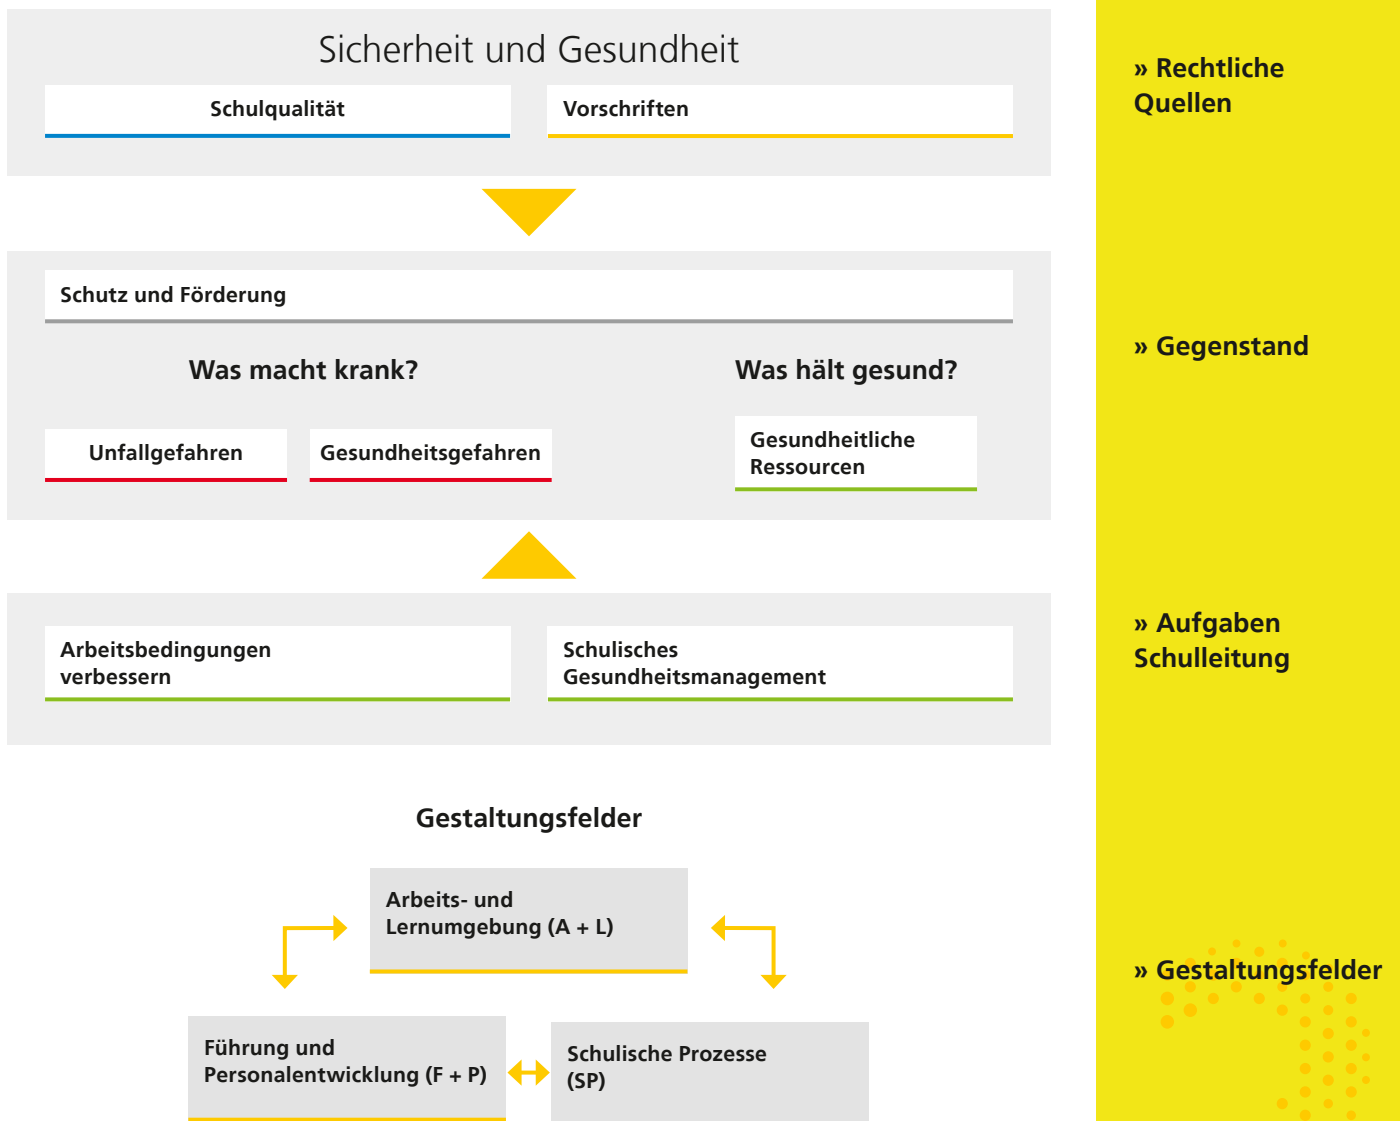 Sicherheit und Gesundheit
Schulqualität
Vorschriften
» Rechtliche
Quellen
Schutz und Förderung
Was macht krank?
Was hält gesund?
Unfallgefahren
Gesundheitsgefahren
Gesundheitliche
Ressourcen
» Gegenstand
Arbeitsbedingungen
verbessern
Schulisches
Gesundheitsmanagement
» Aufgaben
Schulleitung
Gestaltungsfelder
Arbeits- und
Lernumgebung (A + L)
Führung und
Personalentwicklung (F + P)
Schulische Prozesse
(SP)
» Gestaltungsfelder